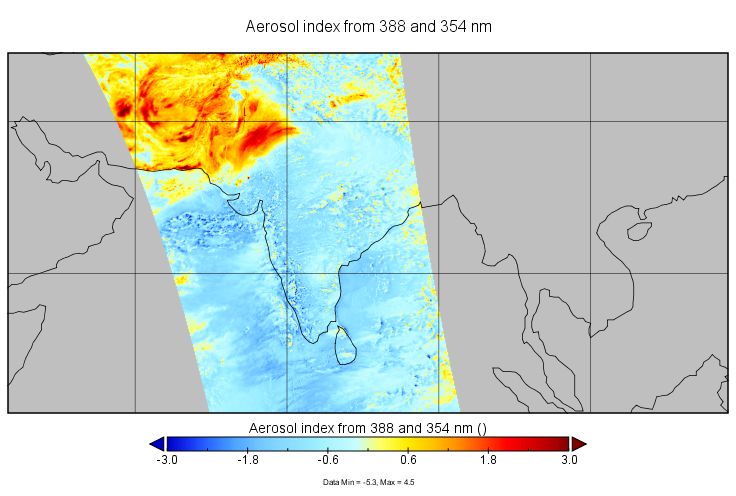 Aerosol index from 388 and 354 nm
Aerosol index from 388 and 354 nm ()
-3.0 -1.8 -0.6 0.6 1.8 3.0
Data Min = -5.3, Max = 4.5